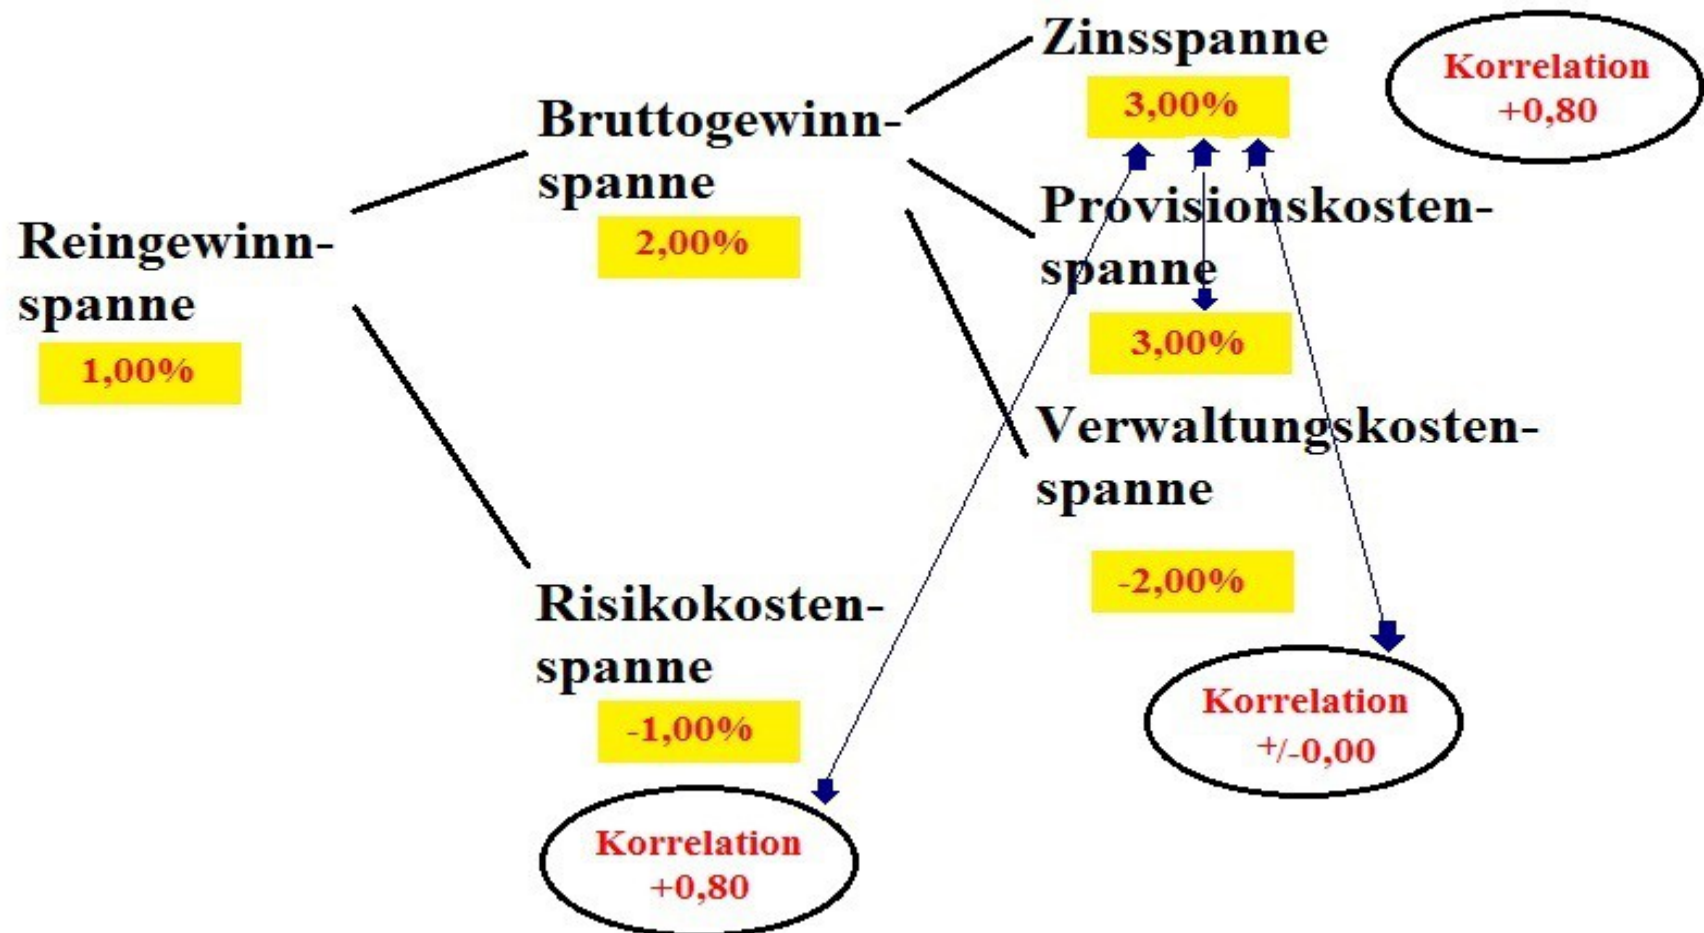 Zinsspanne
3,00%
Korrelation
+0,80
Bruttogewinn-
spanne
2,00%
Provisionskosten-
spanne
3,00%
Reingewinn-
spanne
1,00%
Verwaltungskosten-
spanne
-2,00%
Risikokosten-
spanne
-1,00%
Korrelation
+/-0,00
Korrelation
+0,80